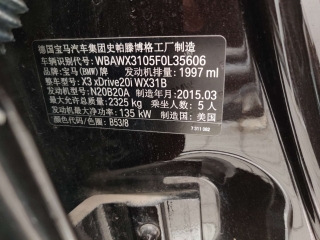 德国宝马汽车集团史帕滕博格工厂制造
车辆识别代号: WBAWX3105F0L35606
品牌: 宝马(BMW)牌 发动机排量: 1997 ml
整车型号: X3 xDrive20i WX31B
发动机型号: N20B20A 制造年月: 2015.03
最大允许总质量: 2325 kg 乘坐人数: 5 人
发动机最大净功率: 135 kW 制造国: 美国
颜色代码/色圈: B53/B